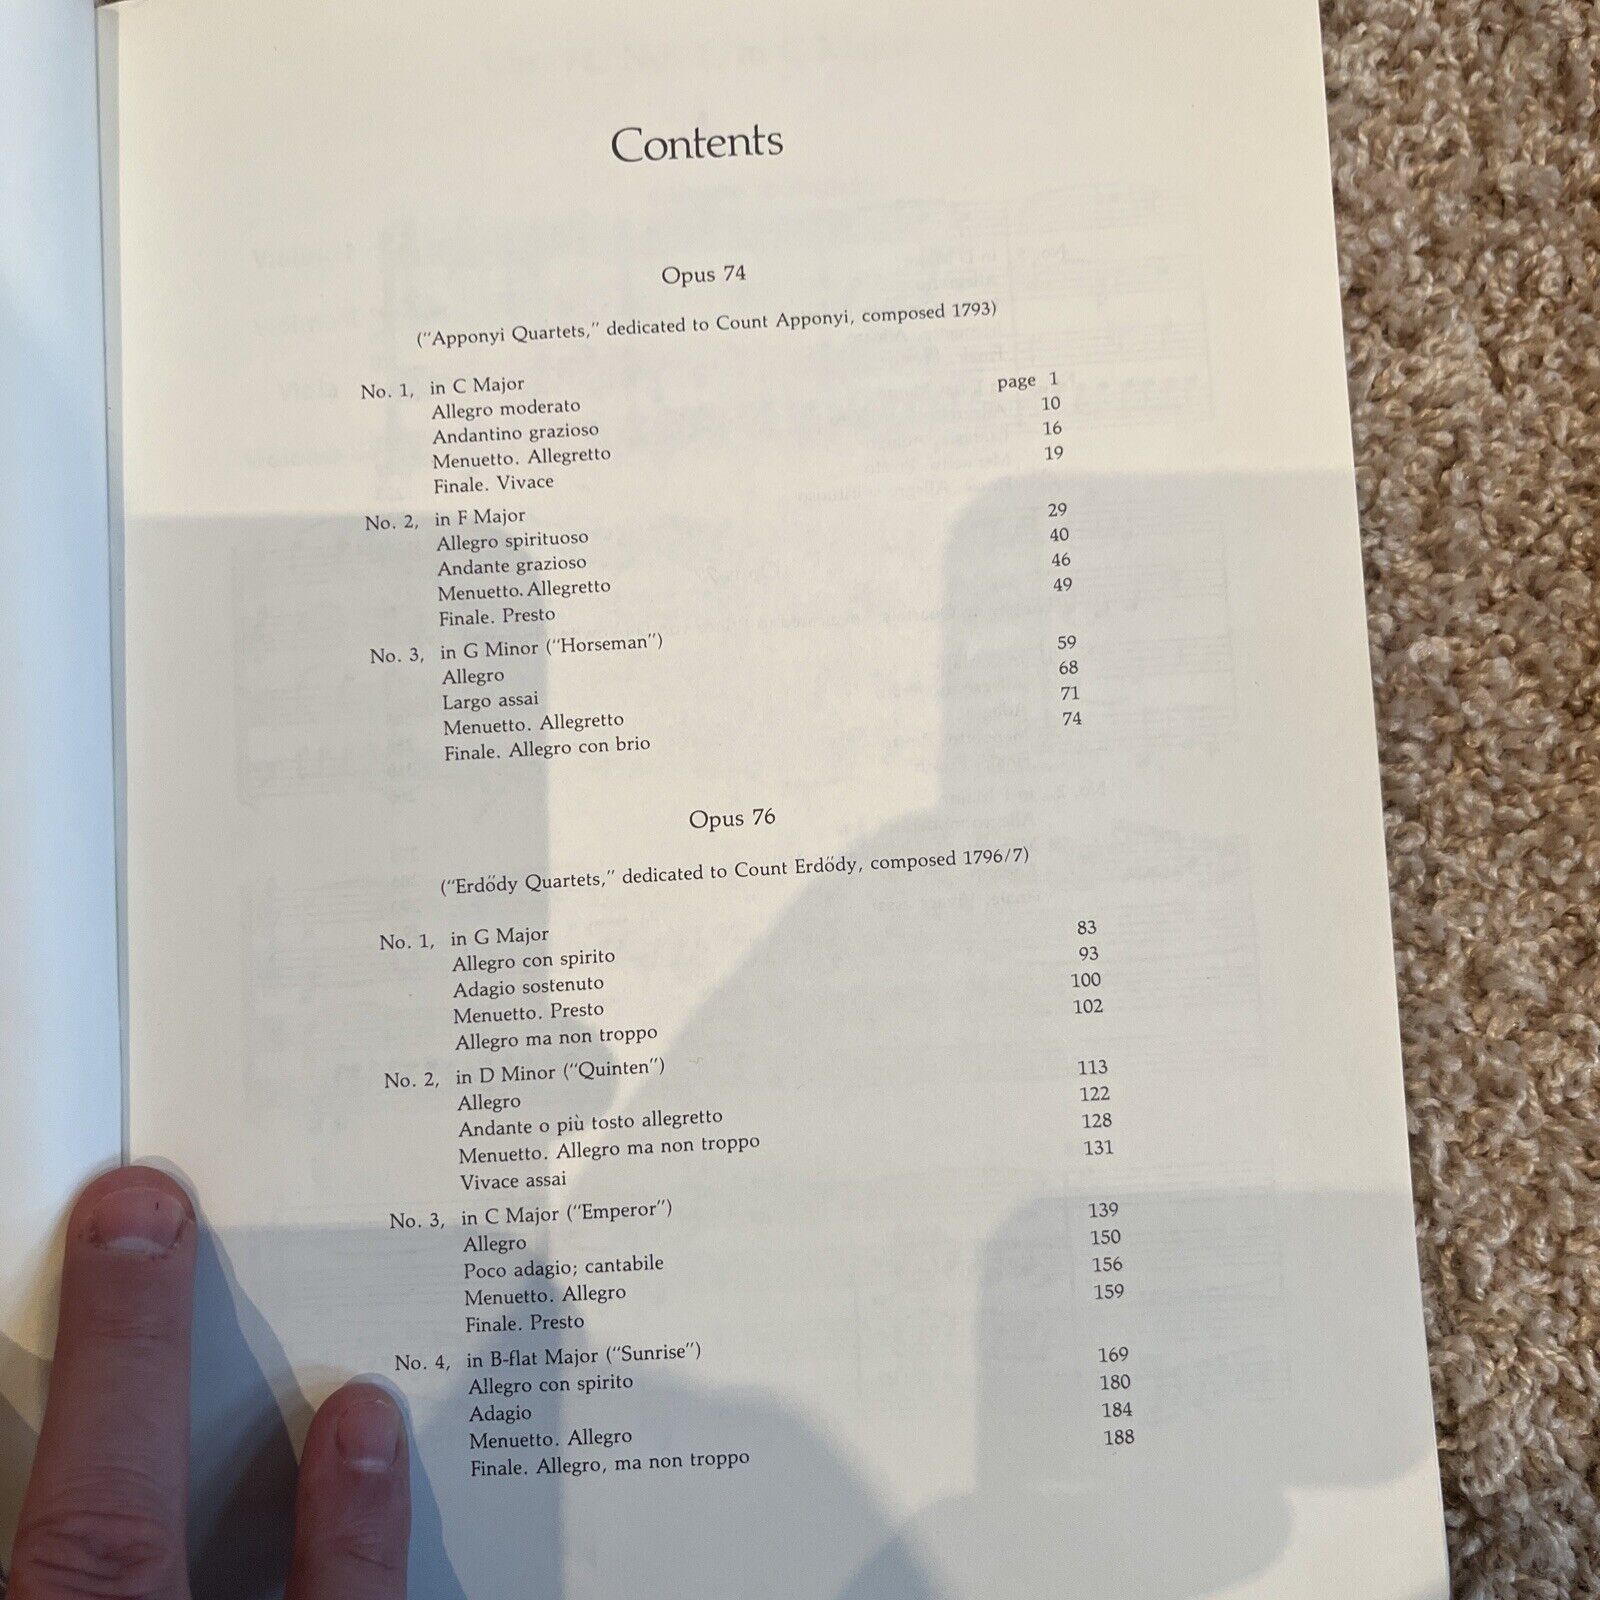 Contents
Opus 74
("Apponyi Quartets," dedicated to Count Apponyi, composed 1793)
No. 1, in C Major
Allegro moderato page 1
Andantino grazioso 10
Menuetto. Allegretto 16
Finale. Vivace 19
No. 2, in F Major
Allegro spirituoso 29
Andante grazioso 40
Menuetto. Allegretto 46
Finale. Presto 49
No. 3, in G Minor ("Horseman")
Allegro 59
Largo assai 68
Menuetto. Allegretto 71
Finale. Allegro con brio 74
Opus 76
("Erdődy Quartets," dedicated to Count Erdődy, composed 1796/7)
No. 1, in G Major
Allegro con spirito 83
Adagio sostenuto 93
Menuetto. Presto 100
Allegro ma non troppo 102
No. 2, in D Minor ("Quinten")
Allegro 113
Andante o più tosto allegretto 122
Menuetto. Allegro ma non troppo 128
Vivace assai 131
No. 3, in C Major ("Emperor")
Allegro 139
Poco adagio; cantabile 150
Menuetto. Allegro 156
Finale. Presto 159
No. 4, in B-flat Major ("Sunrise")
Allegro con spirito 169
Adagio 180
Menuetto. Allegro 184
Finale. Allegro, ma non troppo 188